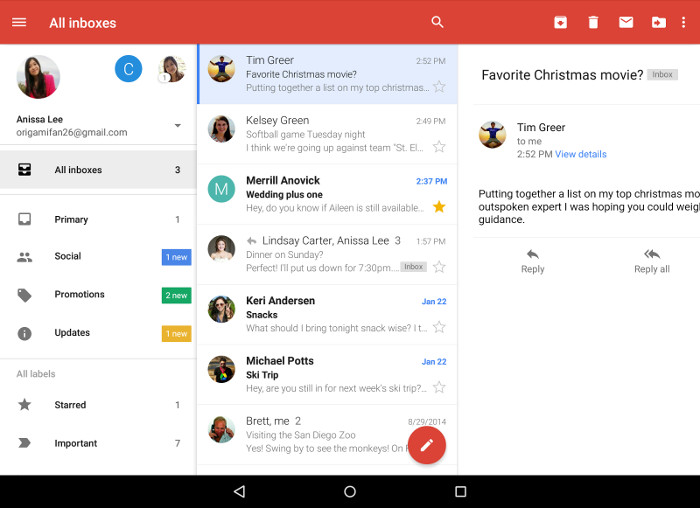 All inboxes
C
1
Anissa Lee
origamifan26@gmail.com
All inboxes 3
Primary 1
Social 1 new
Promotions 2 new
Updates 1 new
All labels
Starred 1
Important 7
Tim Greer 2:52 PM
Favorite Christmas movie?
Putting together a list on my top christmas...
Kelsey Green 2:49 PM
Softball game Tuesday night
I think we're going up against team "St. El...
M
Merrill Anovick 2:37 PM
Wedding plus one
Hey, do you know if Aileen is still available...
Lindsay Carter, Anissa Lee 3 1:57 PM
Dinner on Sunday?
Perfect! I'll put us down for 7:30pm.... Inbox
Keri Andersen Jan 22
Snacks
What should I bring tonight snack wise? I t...
Michael Potts Jan 22
Ski Trip
Hey, are you still in for next week's ski trip?...
Brett, me 2 8/29/2014
Visiting the San Diego Zoo
Yes! Swing by to see the monkeys! On
Favorite Christmas movie? Inbox
Tim Greer
to me
2:52 PM View details
Putting together a list on my top christmas mo
outspoken expert I was hoping you could weig
guidance.
Reply Reply all